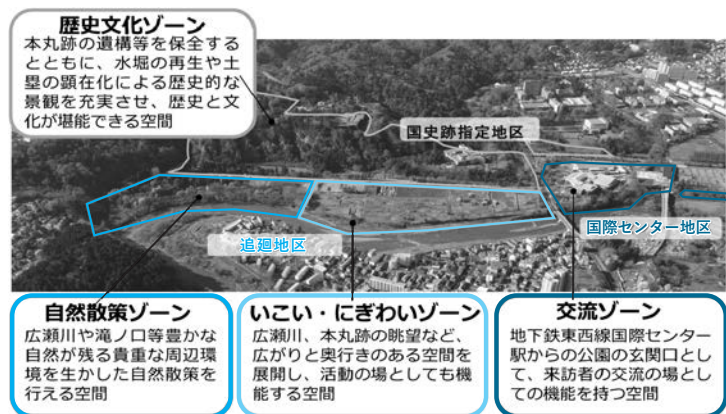 歴史文化ゾーン
本丸跡の遺構等を保全する
とともに、水堀の再生や土
塁の顕在化による歴史的な
景観を充実させ、歴史と文
化が堪能できる空間
国史跡指定地区
追廻地区
国際センター地区
自然散策ゾーン
広瀬川や滝ノ口等豊かな
自然が残る貴重な周辺環
境を生かした自然散策を
行える空間
いこい・にぎわいゾーン
広瀬川、本丸跡の眺望など、
広がりと奥行きのある空間を
展開し、活動の場としても機
能する空間
交流ゾーン
地下鉄東西線国際センター
駅からの公園の玄関口とし
て、来訪者の交流の場とし
ての機能を持つ空間